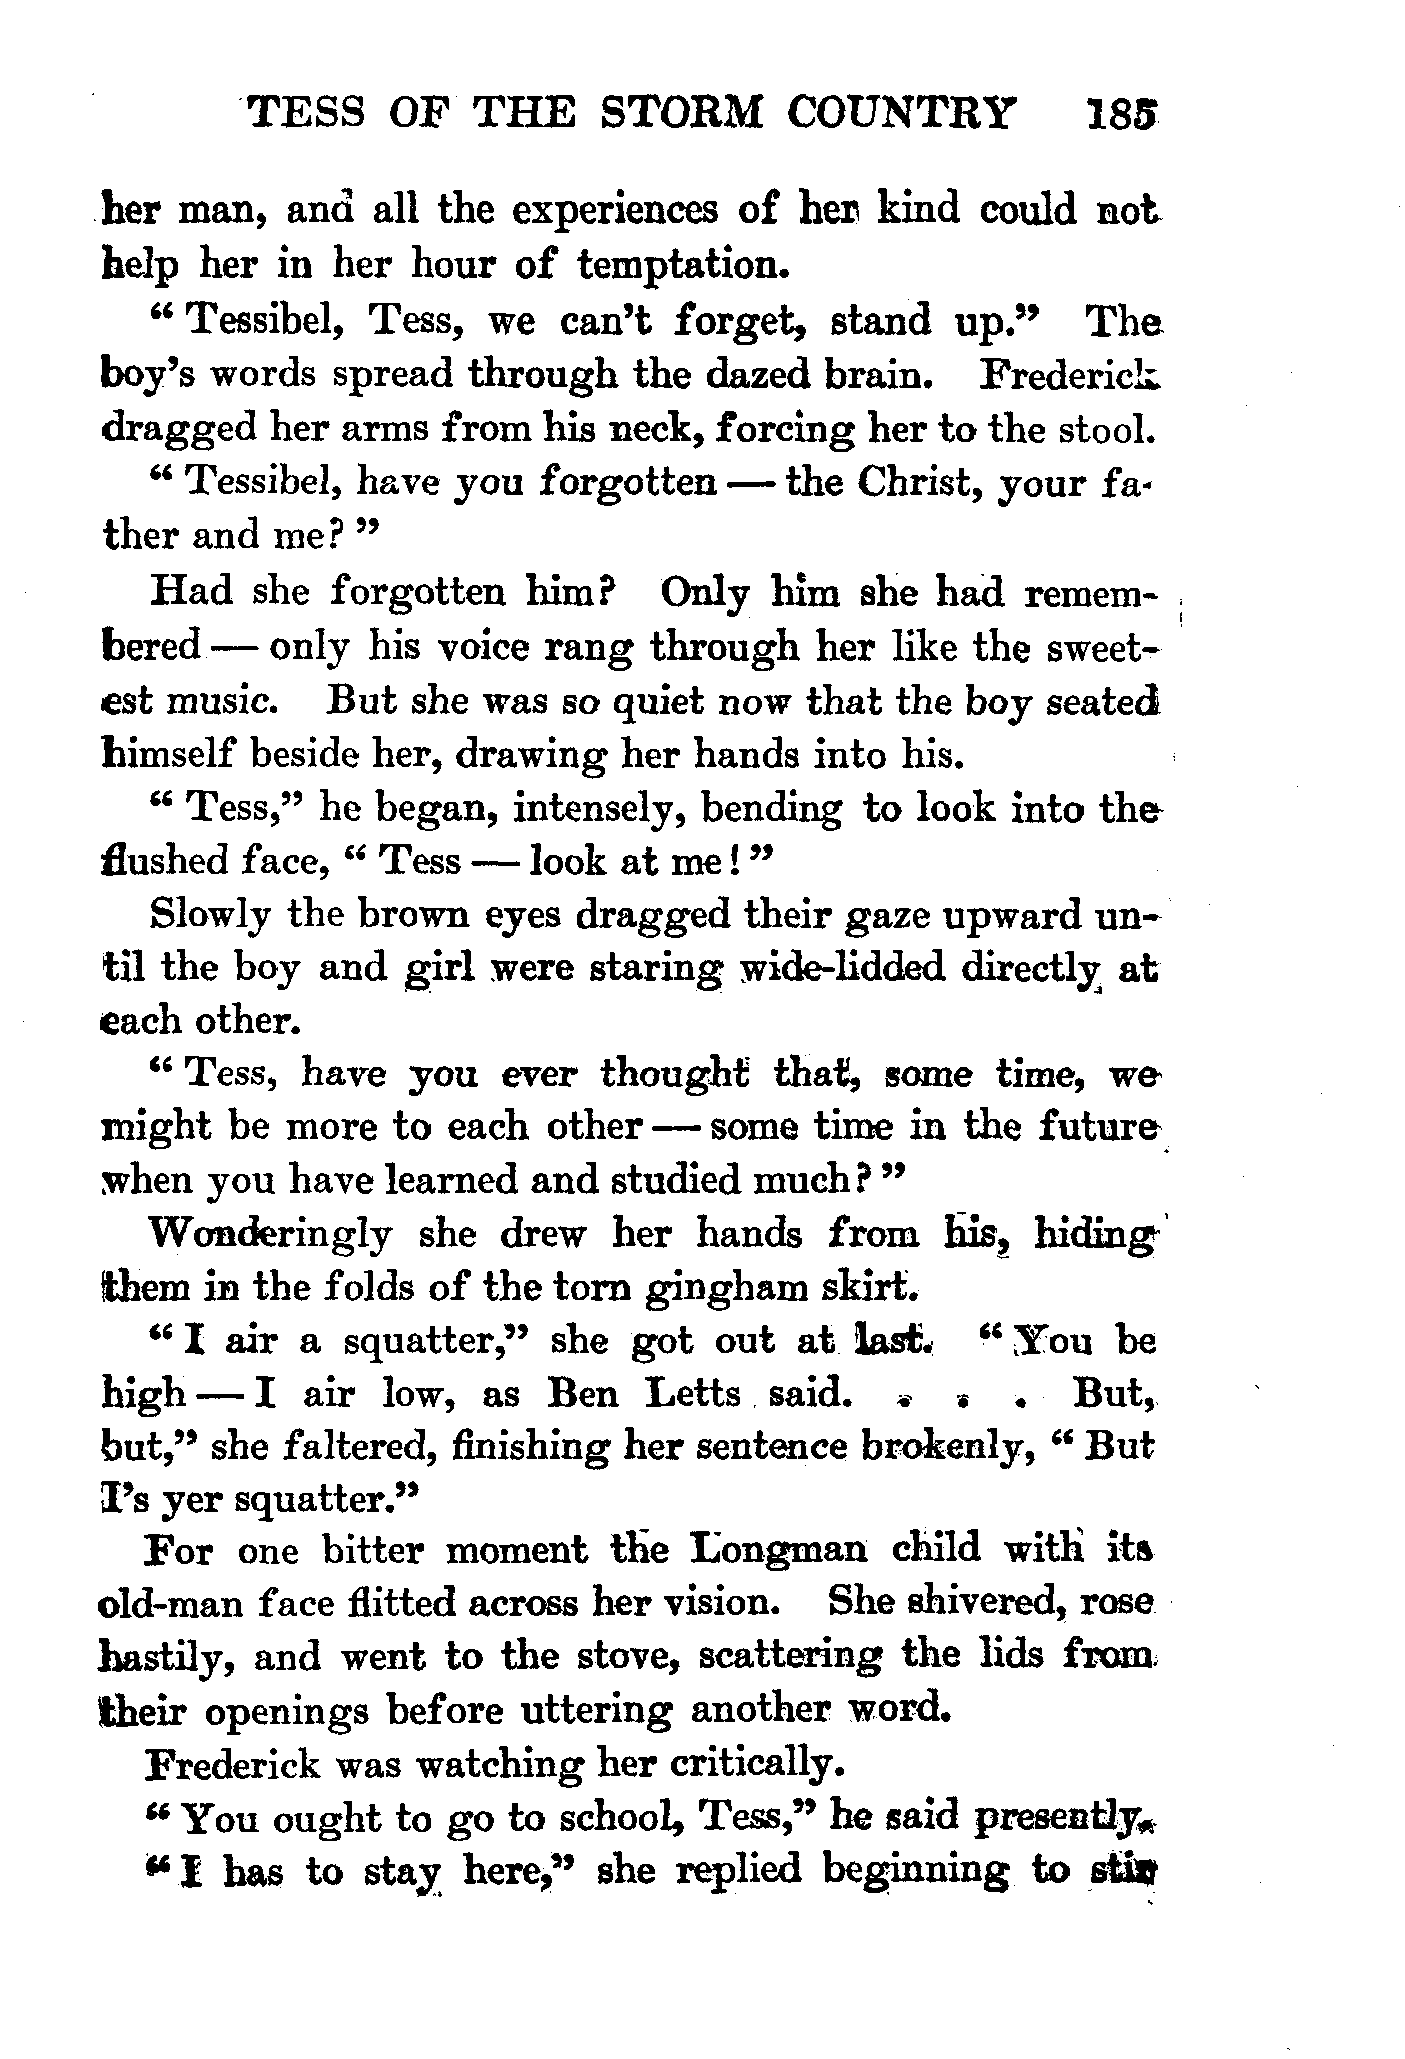 TESS OF THE STORM COUNTRY 185
her man, and all the experiences of her kind could not
help her in her hour of temptation.
“ Tessibel, Tess, we can’t forget, stand up.” The
boy’s words spread through the dazed brain. Frederick
dragged her arms from his neck, forcing her to the stool.
“ Tessibel, have you forgotten — the Christ, your fa-
ther and me? ”
Had she forgotten him? Only him she had remem-
bered — only his voice rang through her like the sweet-
est music. But she was so quiet now that the boy seated
himself beside her, drawing her hands into his.
“ Tess,” he began, intensely, bending to look into the
flushed face, “ Tess — look at me! ”
Slowly the brown eyes dragged their gaze upward un-
til the boy and girl were staring wide-lidded directly at
each other.
“ Tess, have you ever thought that, some time, we
might be more to each other — some time in the future
when you have learned and studied much? ”
Wonderingly she drew her hands from his, hiding
them in the folds of the torn gingham skirt.
“ I air a squatter,” she got out at last. “ You be
high — I air low, as Ben Letts said. . . . But,
but,” she faltered, finishing her sentence brokenly, “ But
I’s yer squatter.”
For one bitter moment the Longman child with its
old-man face flitted across her vision. She shivered, rose
hastily, and went to the stove, scattering the lids from
their openings before uttering another word.
Frederick was watching her critically.
“ You ought to go to school, Tess,” he said presently.
“ I has to stay here,” she replied beginning to stir